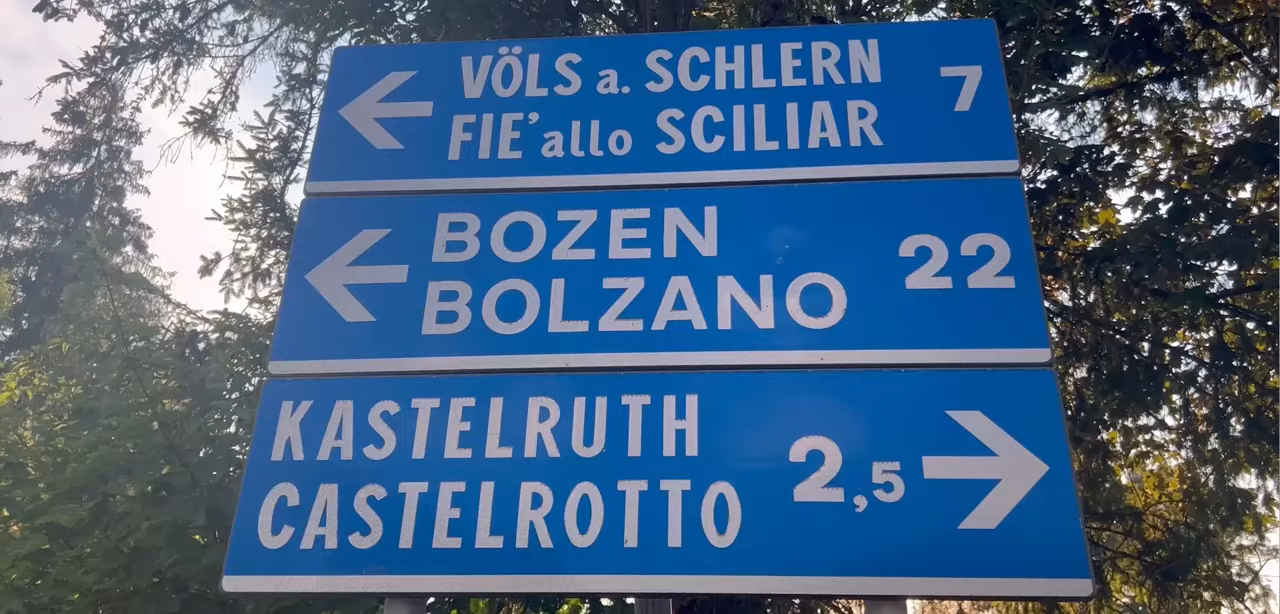 VÖLS a. SCHLERN 7
FIE' allo SCILIAR
BOZEN 22
BOLZANO
KASTELRUTH 2,5
CASTELROTTO